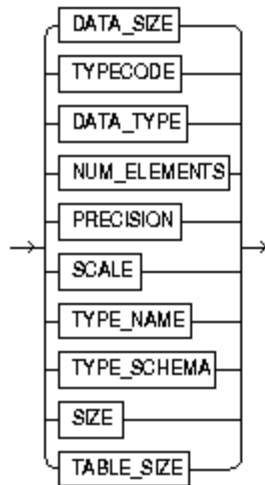 DATA_SIZE
TYPECODE
DATA_TYPE
NUM_ELEMENTS
PRECISION
SCALE
TYPE_NAME
TYPE_SCHEMA
SIZE
TABLE_SIZE